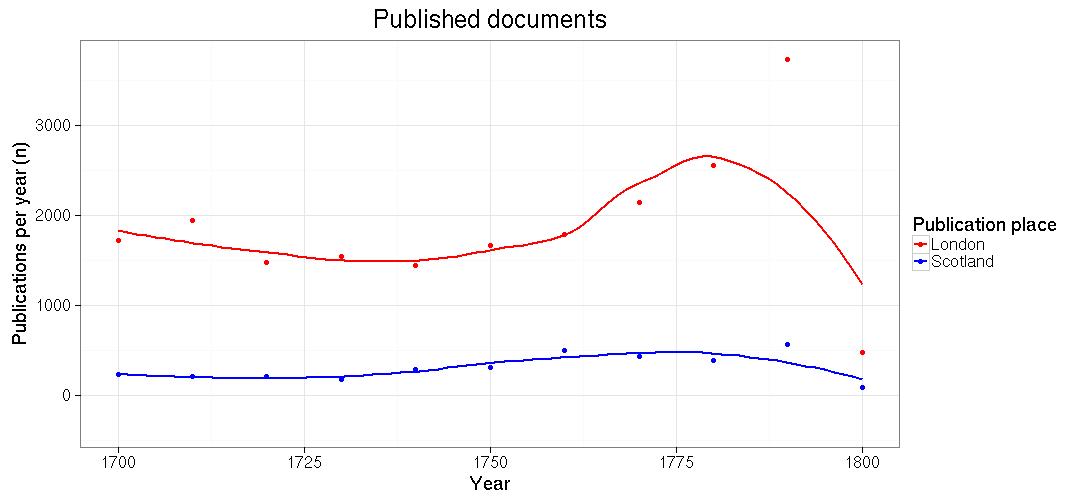 Published documents
Publications per year (n)
3000
2000
1000
0
1700
1725
1750
1775
1800
Year
Publication place
London
Scotland